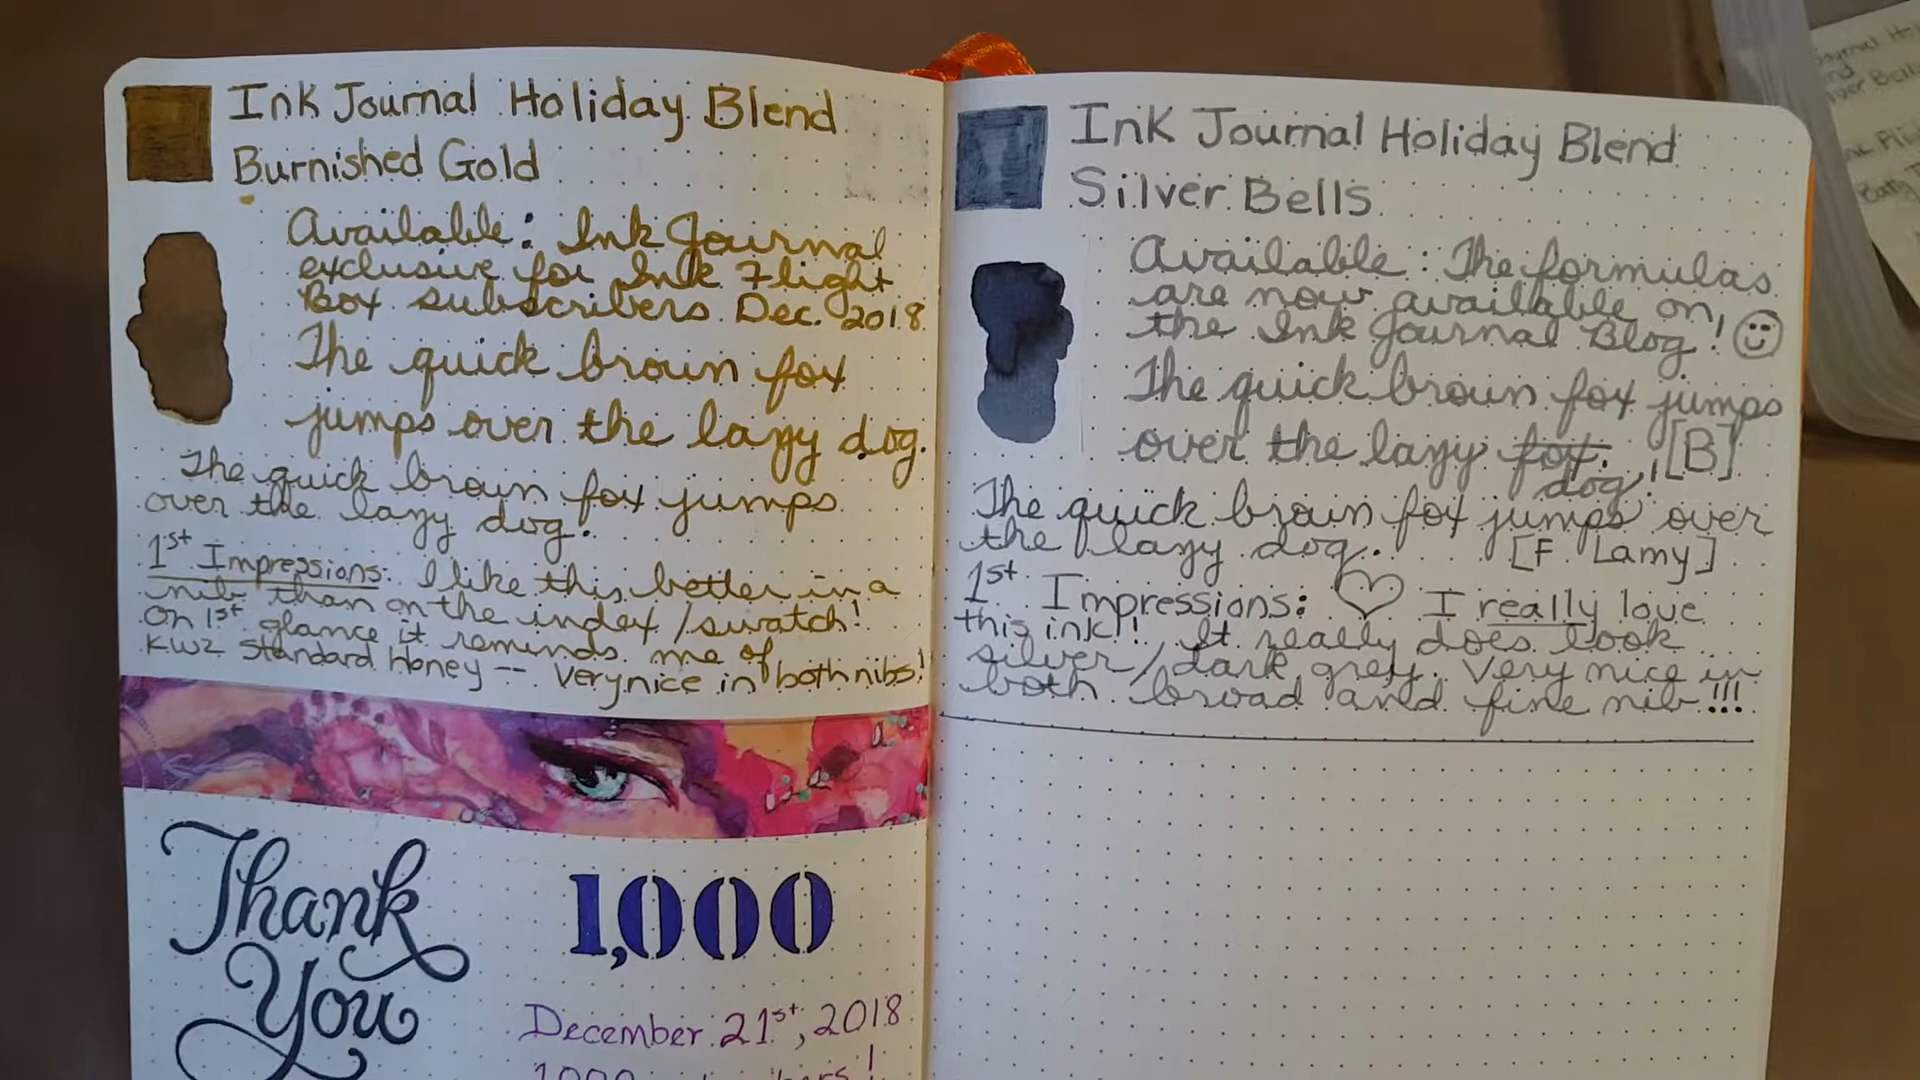 Ink Journal Holiday Blend
Burnished Gold
Available: Ink Journal
exclusive for Ink Flight
Box subscribers Dec. 2018.
The quick brown fox
jumps over the lazy dog.
The quick brown fox jumps
over the lazy dog.
1st Impressions: I like this better in a
nib than on the index/swatch!
On 1st glance it reminds me of
KWZ Standard Honey -- Very nice in both nibs!
Thank
You
1,000
December 21st, 2018
1000
Ink Journal Holiday Blend
Silver Bells
Available: The formulas
are now available on
the Ink Journal Blog!
The quick brown fox jumps
over the lazy fox. [B]
dog!
The quick brown fox jumps over
the lazy dog. [F Lamy]
1st Impressions: ♡ I really love
this ink!! It really does look
silver/dark grey. Very nice in
both broad and fine nib!!!